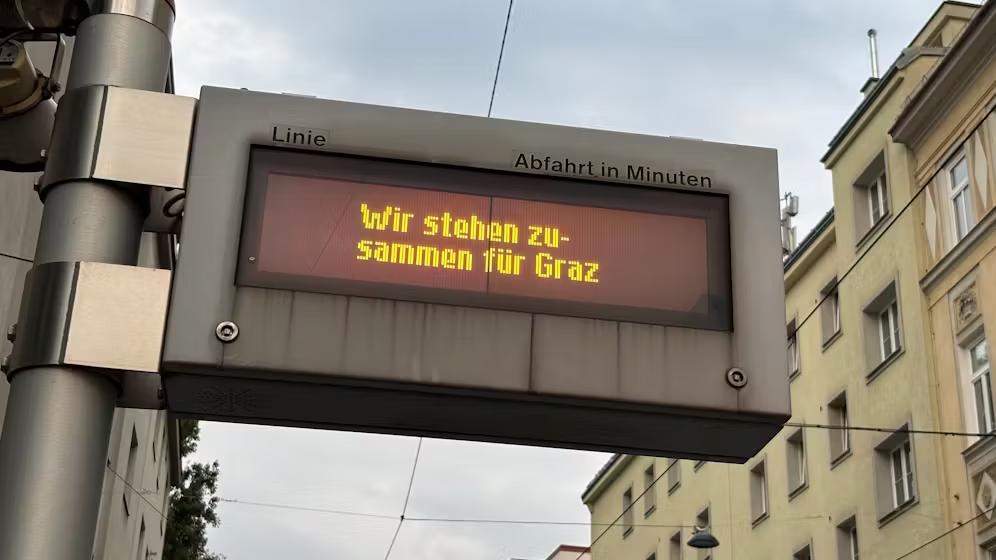 Linie
Abfahrt in Minuten
Wir stehen zu-
sammen für Graz